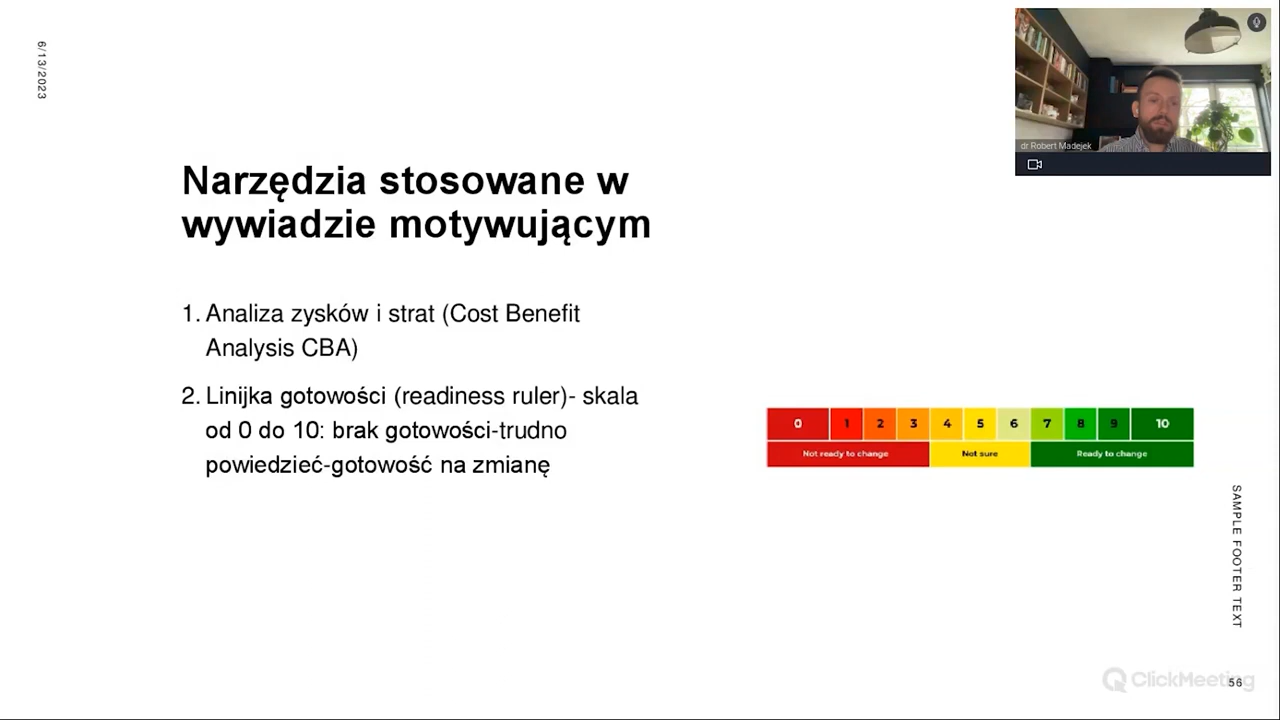 6/13/2023
dr Robert Madejek
Narzędzia stosowane w
wywiadzie motywującym
1. Analiza zysków i strat (Cost Benefit
Analysis CBA)
2. Linijka gotowości (readiness ruler)- skala
od 0 do 10: brak gotowości-trudno
powiedzieć-gotowość na zmianę
0 1 2 3 4 5 6 7 8 9 10
Not ready to change Not sure Ready to change
SAMPLE FOOTER TEXT
ClickMeeting
56